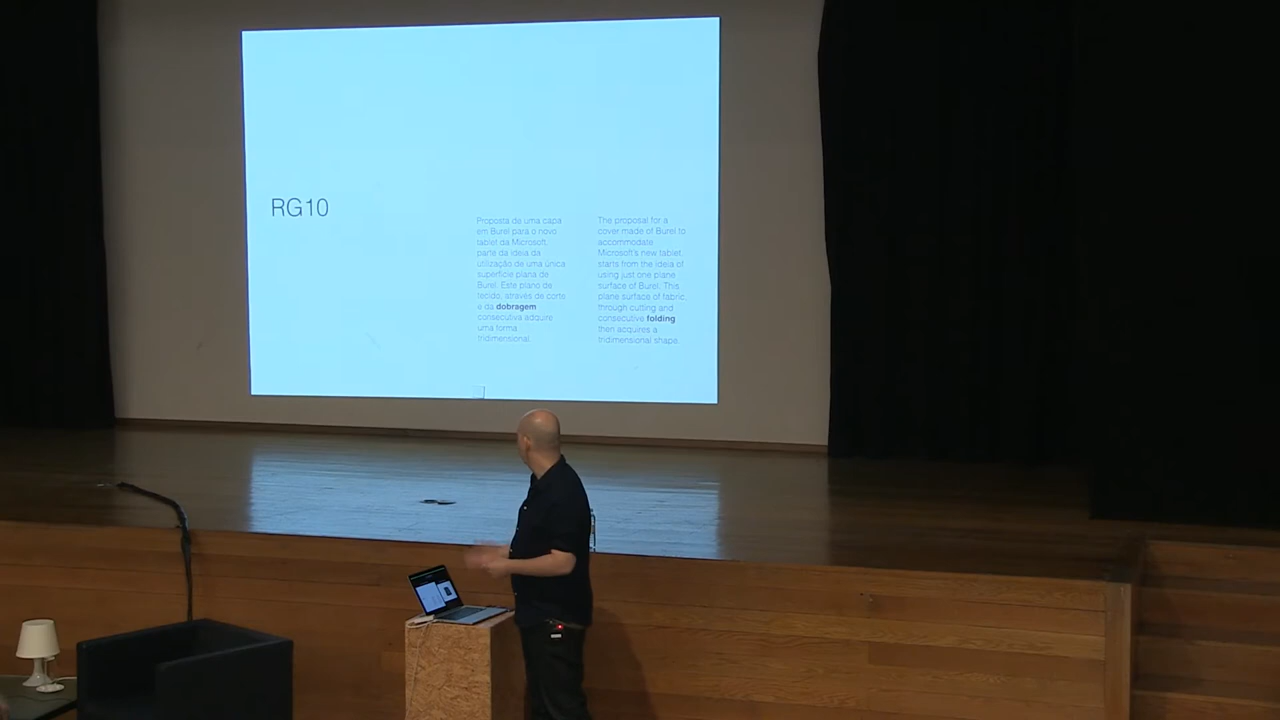 RG10
Proposta de uma capa
em Burel para o novo
tablet da Microsoft,
parte da ideia da
utilização de uma única
superfície plana de
Burel. Este plano de
tecido, através de corte
e da dobragem
consecutiva adquire
uma forma
tridimensional.
The proposal for a
cover made of Burel to
accommodate
Microsoft's new tablet,
starts from the idea of
using just one plane
surface of Burel. This
plane surface of fabric,
through cutting and
consecutive folding
then acquires a
tridimensional shape.